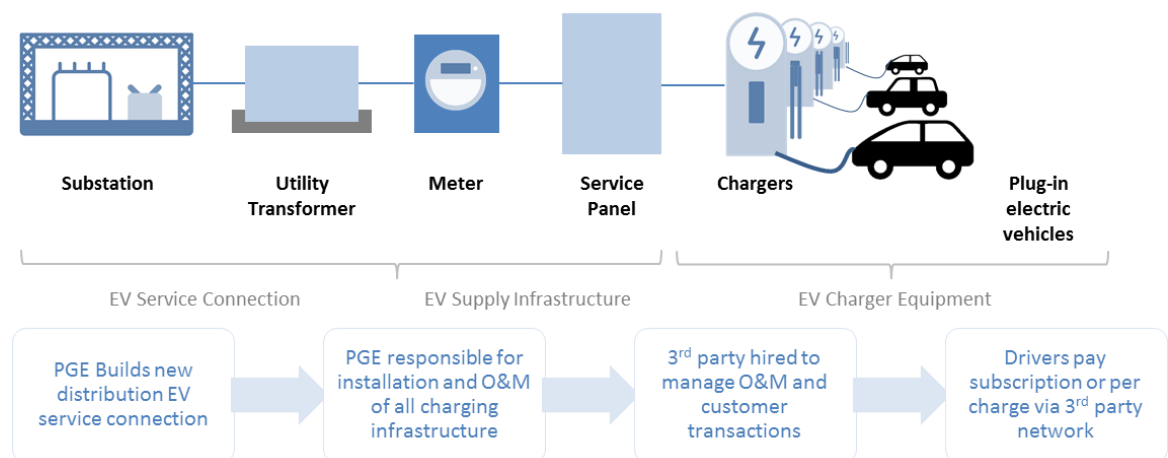 Substation
Utility
Transformer
Meter
Service
Panel
Chargers
Plug-in
electric
vehicles
EV Service Connection
EV Supply Infrastructure
EV Charger Equipment
PGE Builds new
distribution EV
service connection
PGE responsible for
installation and O&M
of all charging
infrastructure
3rd party hired to
manage O&M and
customer
transactions
Drivers pay
subscription or per
charge via 3rd party
network